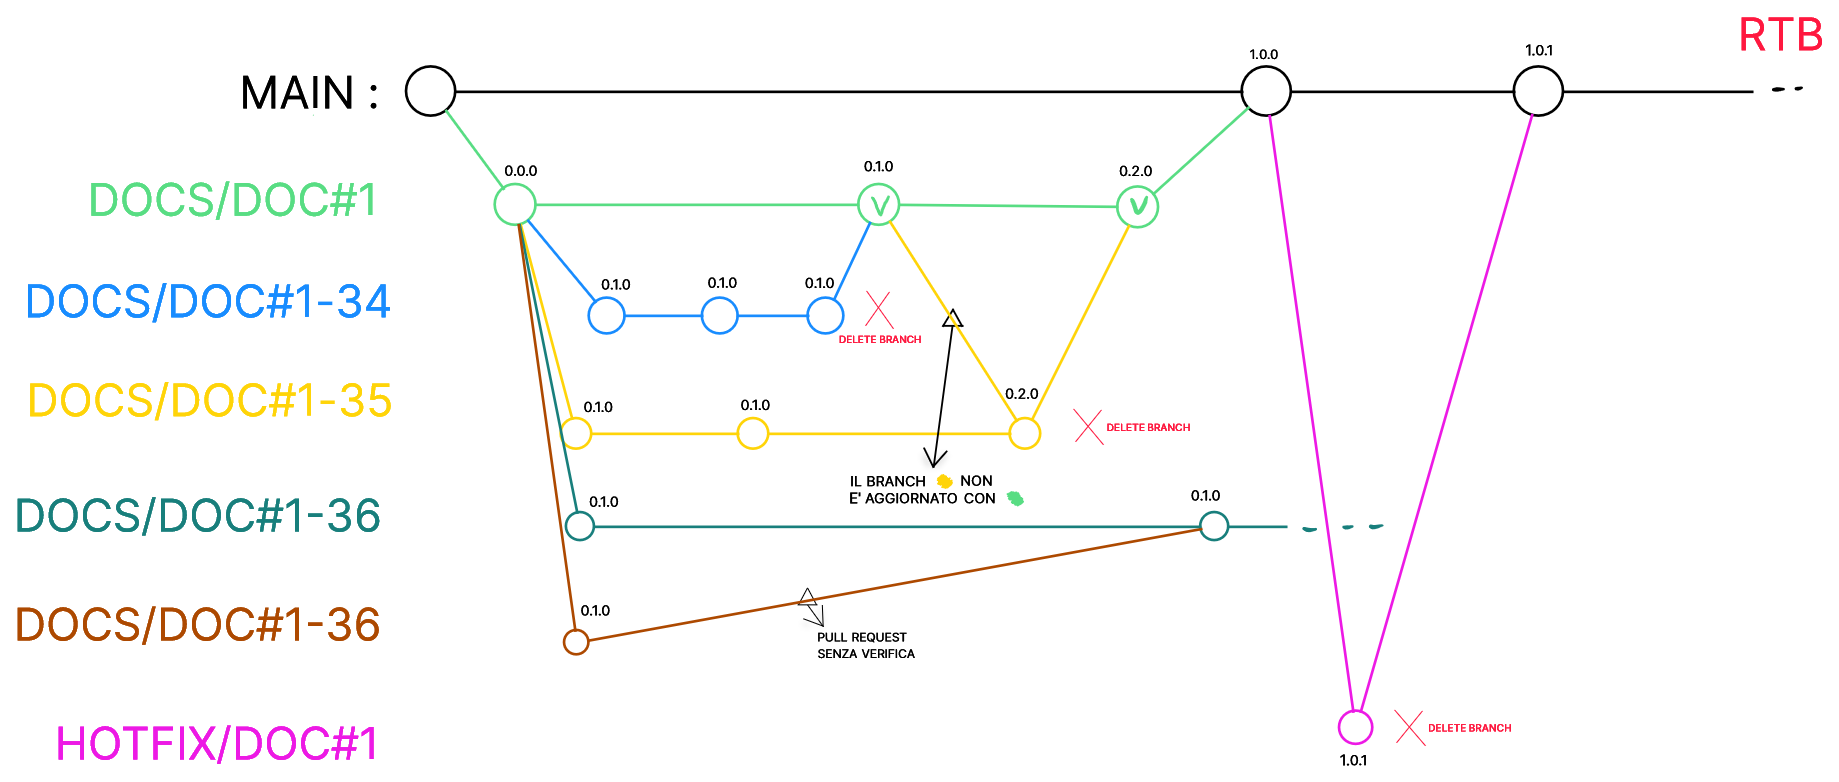 RTB
1.0.0
1.0.1
MAIN :
0.0.0
0.1.0
0.2.0
DOCS/DOC#1
V
V
0.1.0
0.1.0
0.1.0
DOCS/DOC#1-34
DELETE BRANCH
DOCS/DOC#1-35
0.1.0
0.1.0
0.2.0
DELETE BRANCH
IL BRANCH NON
E' AGGIORNATO CON
DOCS/DOC#1-36
0.1.0
0.1.0
DOCS/DOC#1-36
0.1.0
PULL REQUEST
SENZA VERIFICA
HOTFIX/DOC#1
DELETE BRANCH
1.0.1